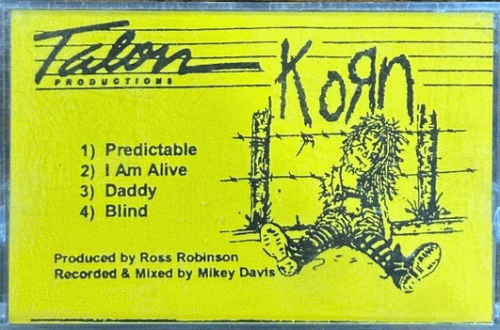 Talon
PRODUCTIONS
KoЯn
1) Predictable
2) I Am Alive
3) Daddy
4) Blind
Produced by Ross Robinson
Recorded & Mixed by Mikey Davis